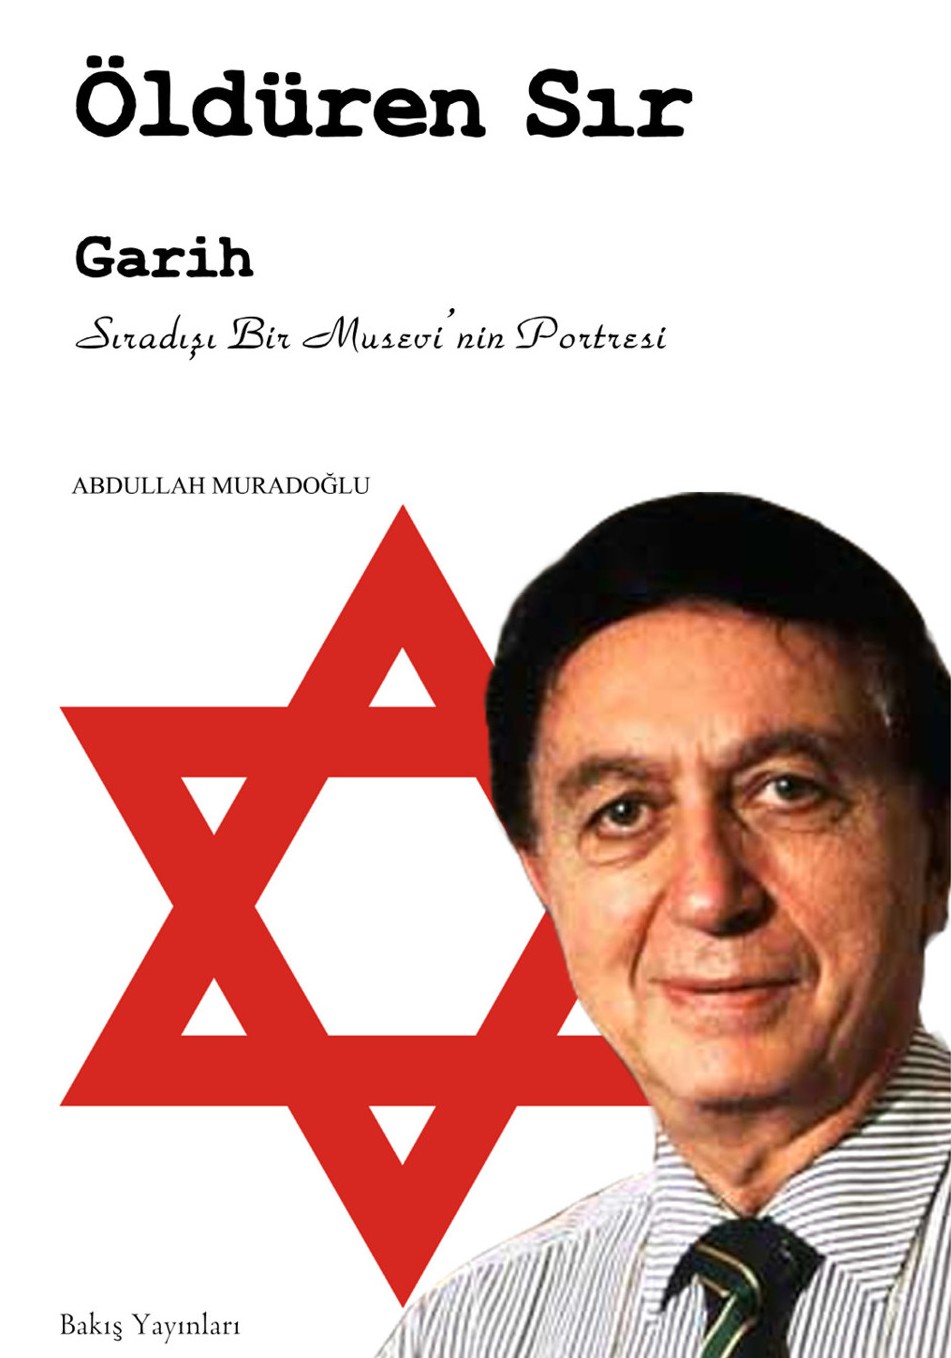 Öldüren Sır
Garih
Sıradışı Bir Musevi'nin Portresi
ABDULLAH MURADOĞLU
Bakış Yayınları